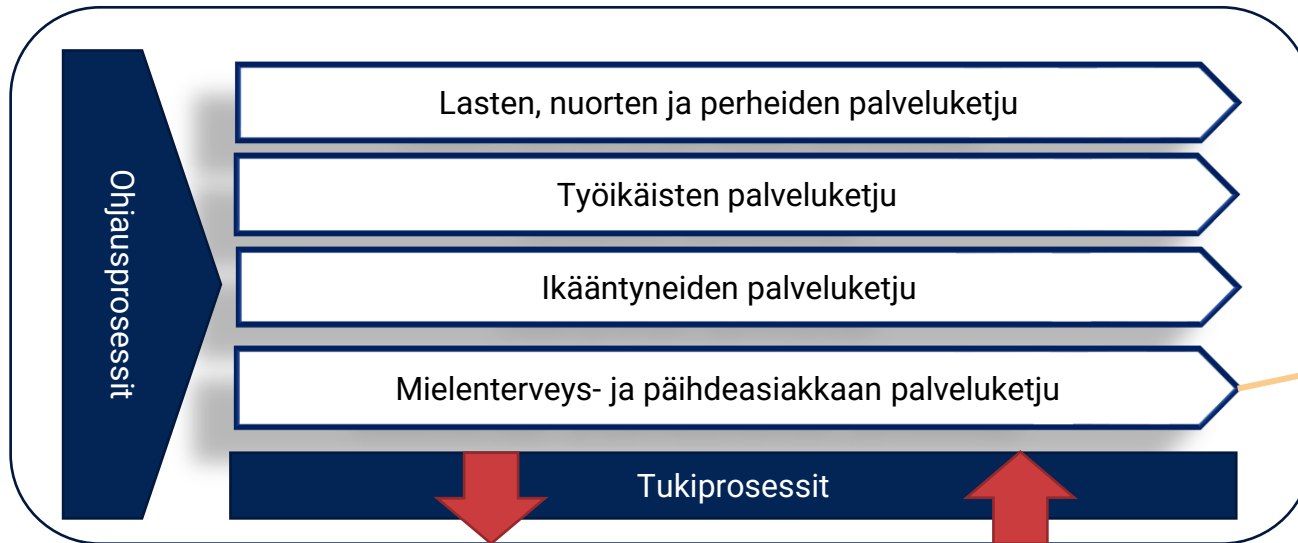 Ohjausprosessit
Lasten, nuorten ja perheiden palveluketju
Työikäisten palveluketju
Ikääntyneiden palveluketju
Mielenterveys- ja päihdeasiakkaan palveluketju
Tukiprosessit